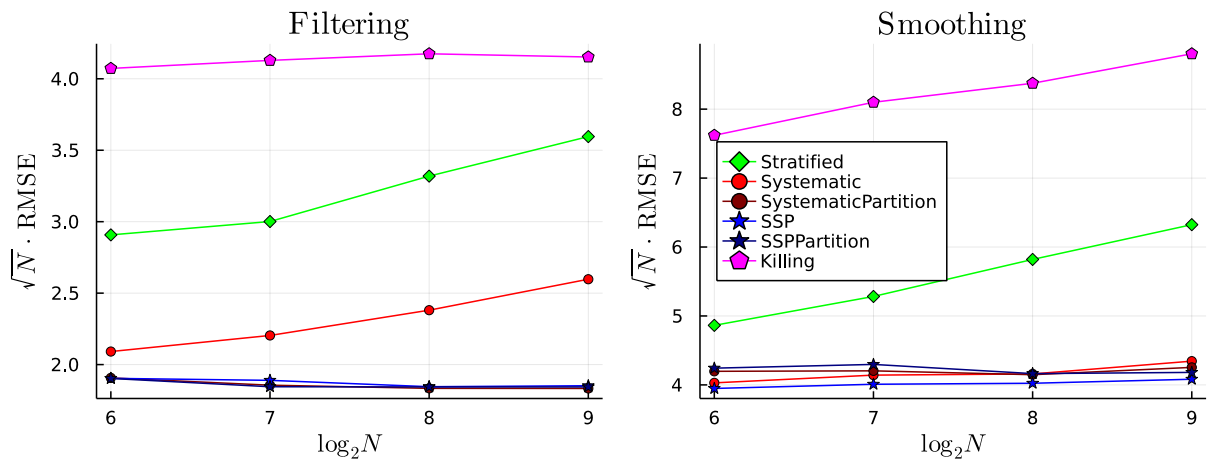 Filtering
4.0
3.5
3.0
2.5
2.0
√N · RMSE
6 7 8 9
log₂N
Smoothing
8
7
6
5
4
√N · RMSE
Stratified
Systematic
SystematicPartition
SSP
SSPPartition
Killing
6 7 8 9
log₂N